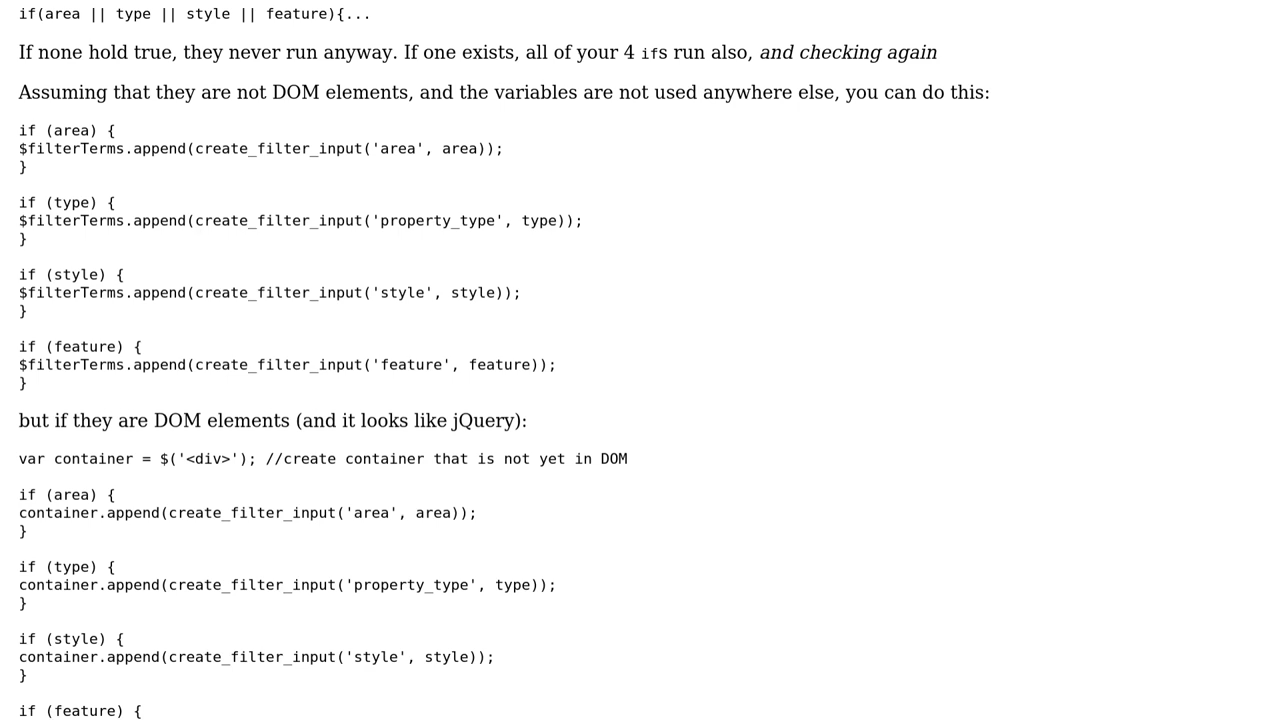 if(area || type || style || feature){...
If none hold true, they never run anyway. If one exists, all of your 4 ifs run also, and checking again
Assuming that they are not DOM elements, and the variables are not used anywhere else, you can do this:
if (area) {
$filterTerms.append(create_filter_input('area', area));
}
if (type) {
$filterTerms.append(create_filter_input('property_type', type));
}
if (style) {
$filterTerms.append(create_filter_input('style', style));
}
if (feature) {
$filterTerms.append(create_filter_input('feature', feature));
}
but if they are DOM elements (and it looks like jQuery):
var container = $('<div>'); //create container that is not yet in DOM
if (area) {
container.append(create_filter_input('area', area));
}
if (type) {
container.append(create_filter_input('property_type', type));
}
if (style) {
container.append(create_filter_input('style', style));
}
if (feature) {